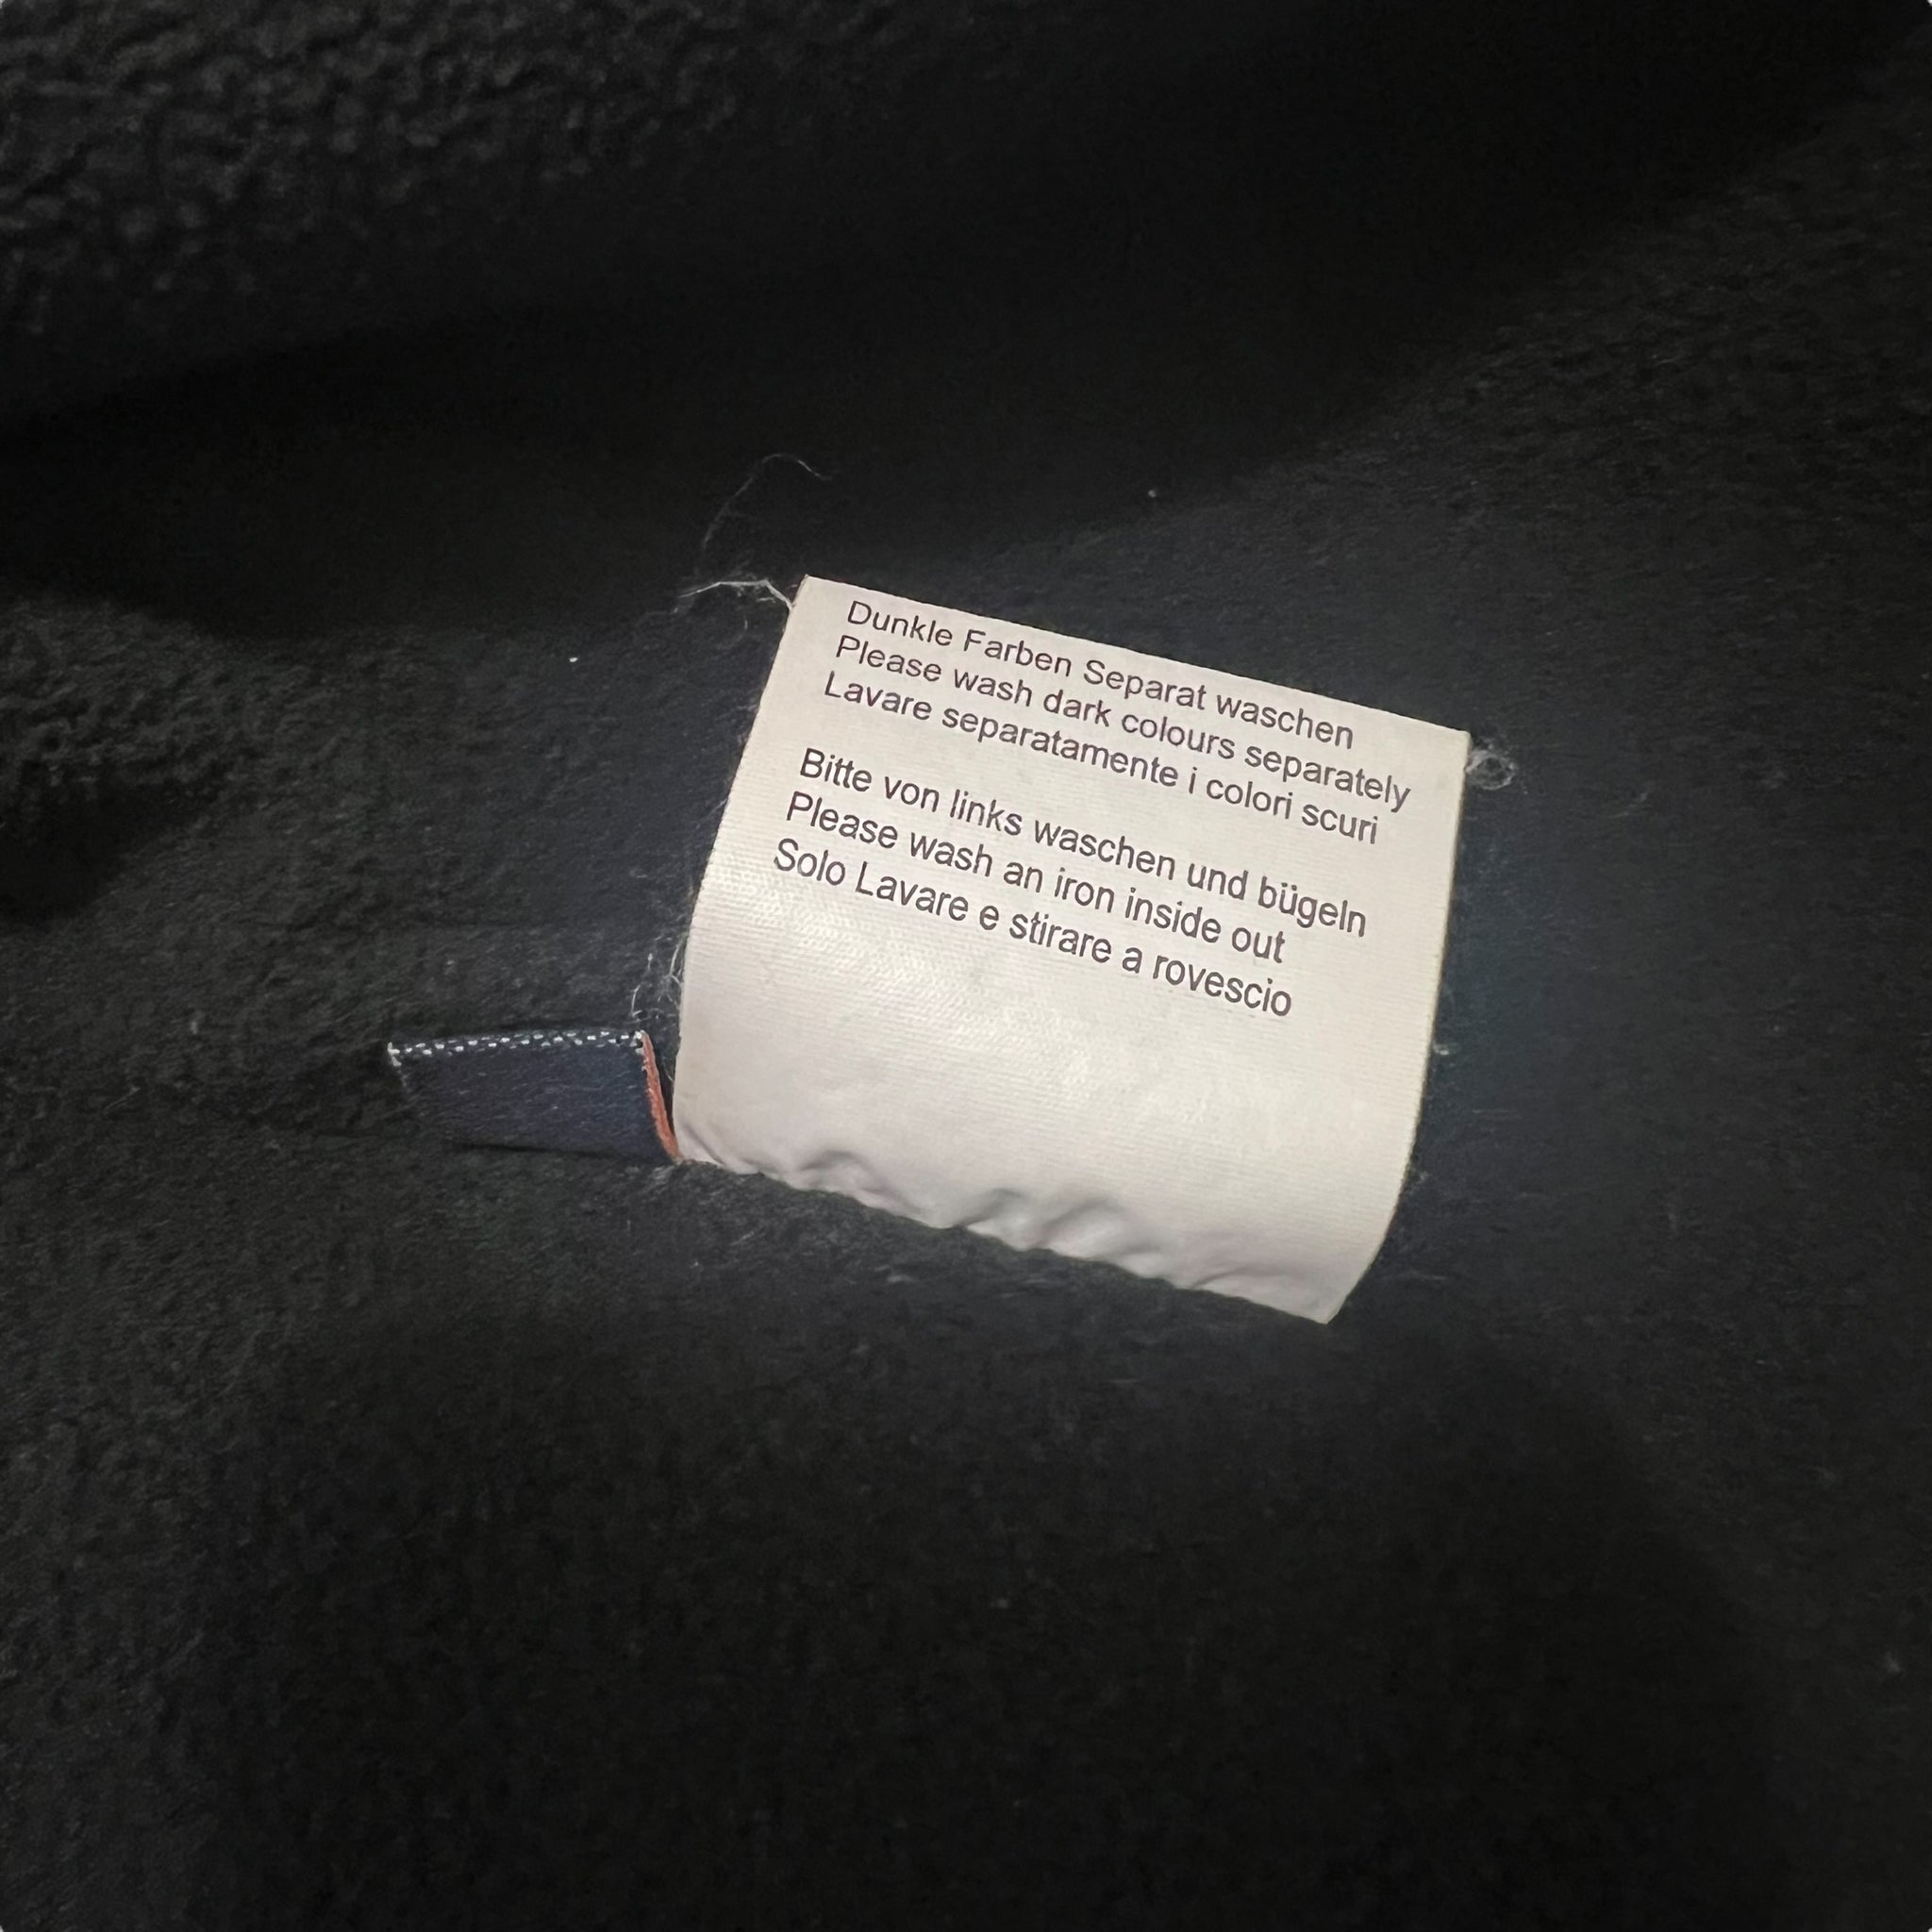 Dunkle Farben Separat waschen
Please wash dark colours separately
Lavare separatamente i colori scuri
Bitte von links waschen und bügeln
Please wash an iron inside out
Solo Lavare e stirare a rovescio